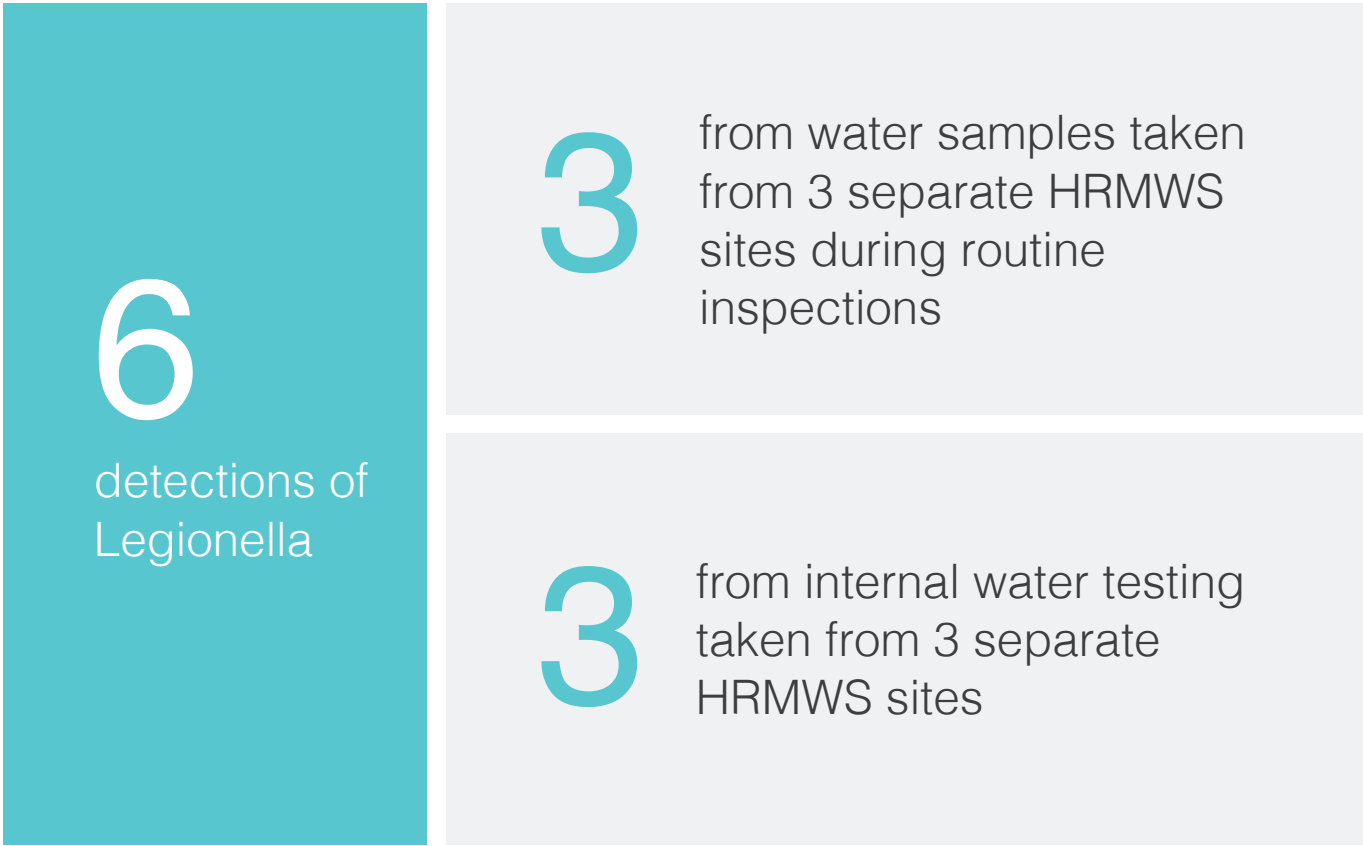 6
detections of
Legionella
3
from water samples taken
from 3 separate HRMWS
sites during routine
inspections
3
from internal water testing
taken from 3 separate
HRMWS sites